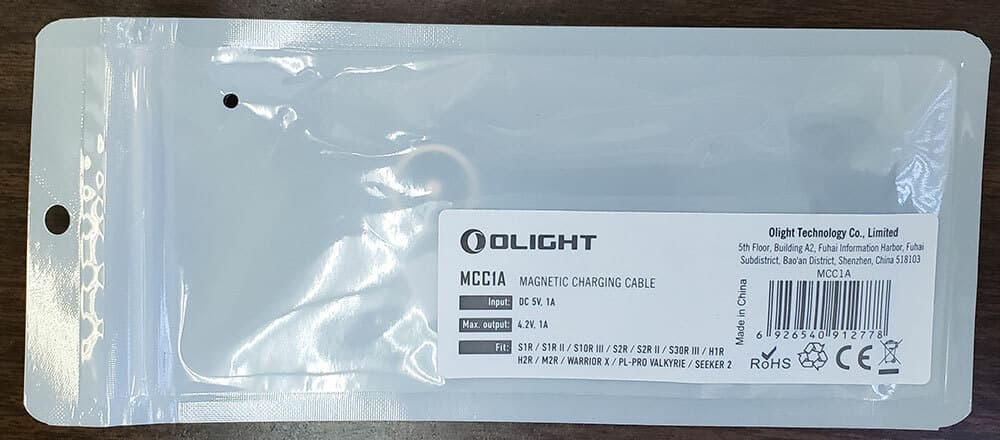 OLIGHT
MCC1A MAGNETIC CHARGING CABLE
Input: DC 5V, 1A
Max. output: 4.2V, 1A
Fit: S1R / S1R II / S10R III / S2R / S2R II / S30R III / H1R
H2R / M2R / WARRIOR X / PL-PRO VALKYRIE / SEEKER 2
Olight Technology Co., Limited
5th Floor, Building A2, Fuhai Information Harbor, Fuhai
Subdistrict, Bao'an District, Shenzhen, China 518103
MCC1A
Made in China
6 926540 912778
RoHS
CE